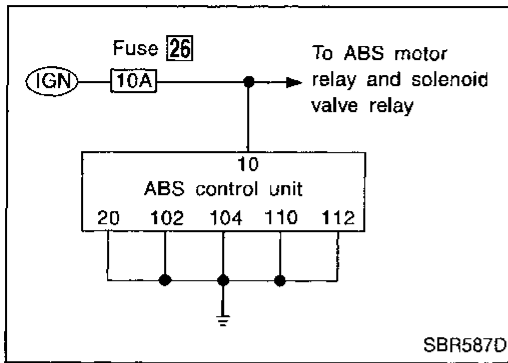 Fuse 26
To ABS motor
relay and solenoid
valve relay
IGN
10A
10
ABS control unit
20 102 104 110 112
SBR587D